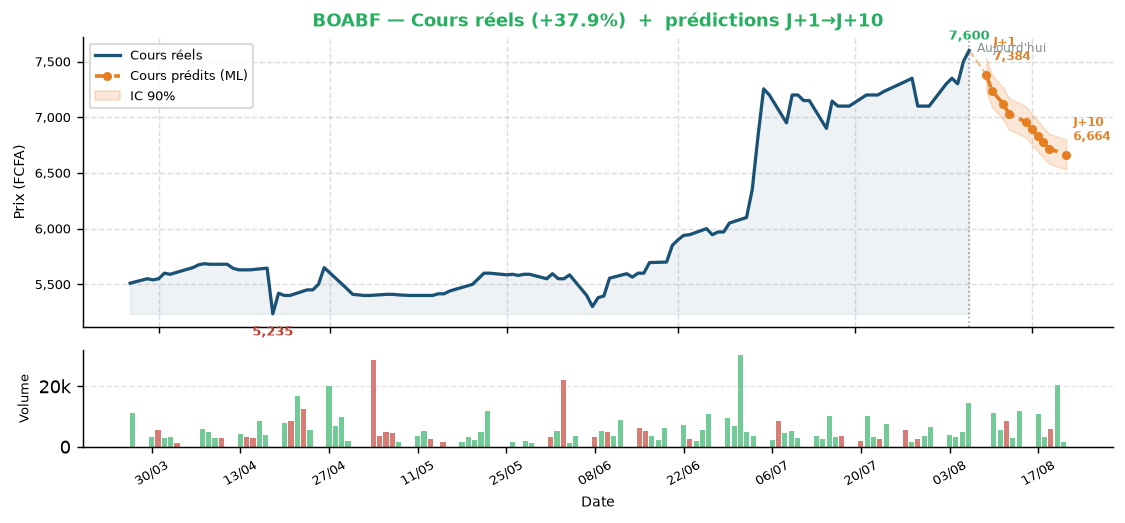 BOABF — Cours réels (+37.9%)  +  prédictions J+1→J+10
Cours réels
Cours prédits (ML)
IC 90%
7,600
Aujourd'hui
J+1
7,384
J+10
6,664
5,235
Prix (FCFA)
7,500
7,000
6,500
6,000
5,500
Volume
20k
0
30/03
13/04
27/04
11/05
25/05
08/06
22/06
06/07
20/07
03/08
17/08
Date